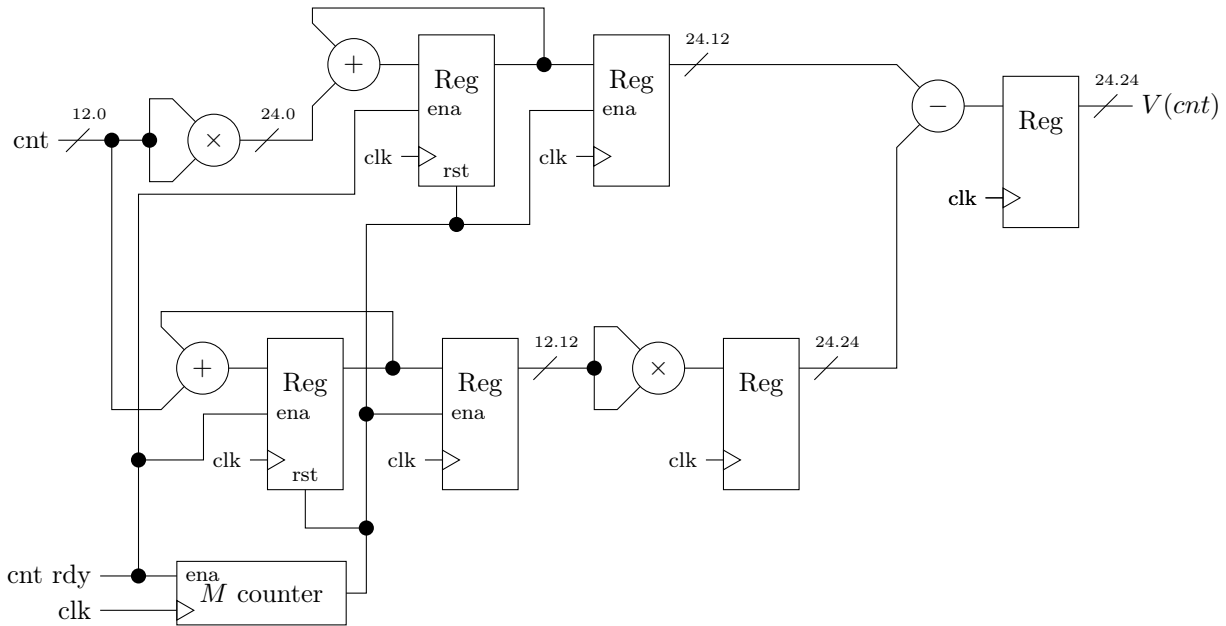 24.12
+
Reg
Reg
24.24
ena
ena
12.0
24.0
−
V(cnt)
Reg
cnt
×
clk
clk
rst
clk
12.12
24.24
+
Reg
Reg
×
Reg
ena
ena
clk
clk
clk
rst
cnt rdy
ena
M counter
clk